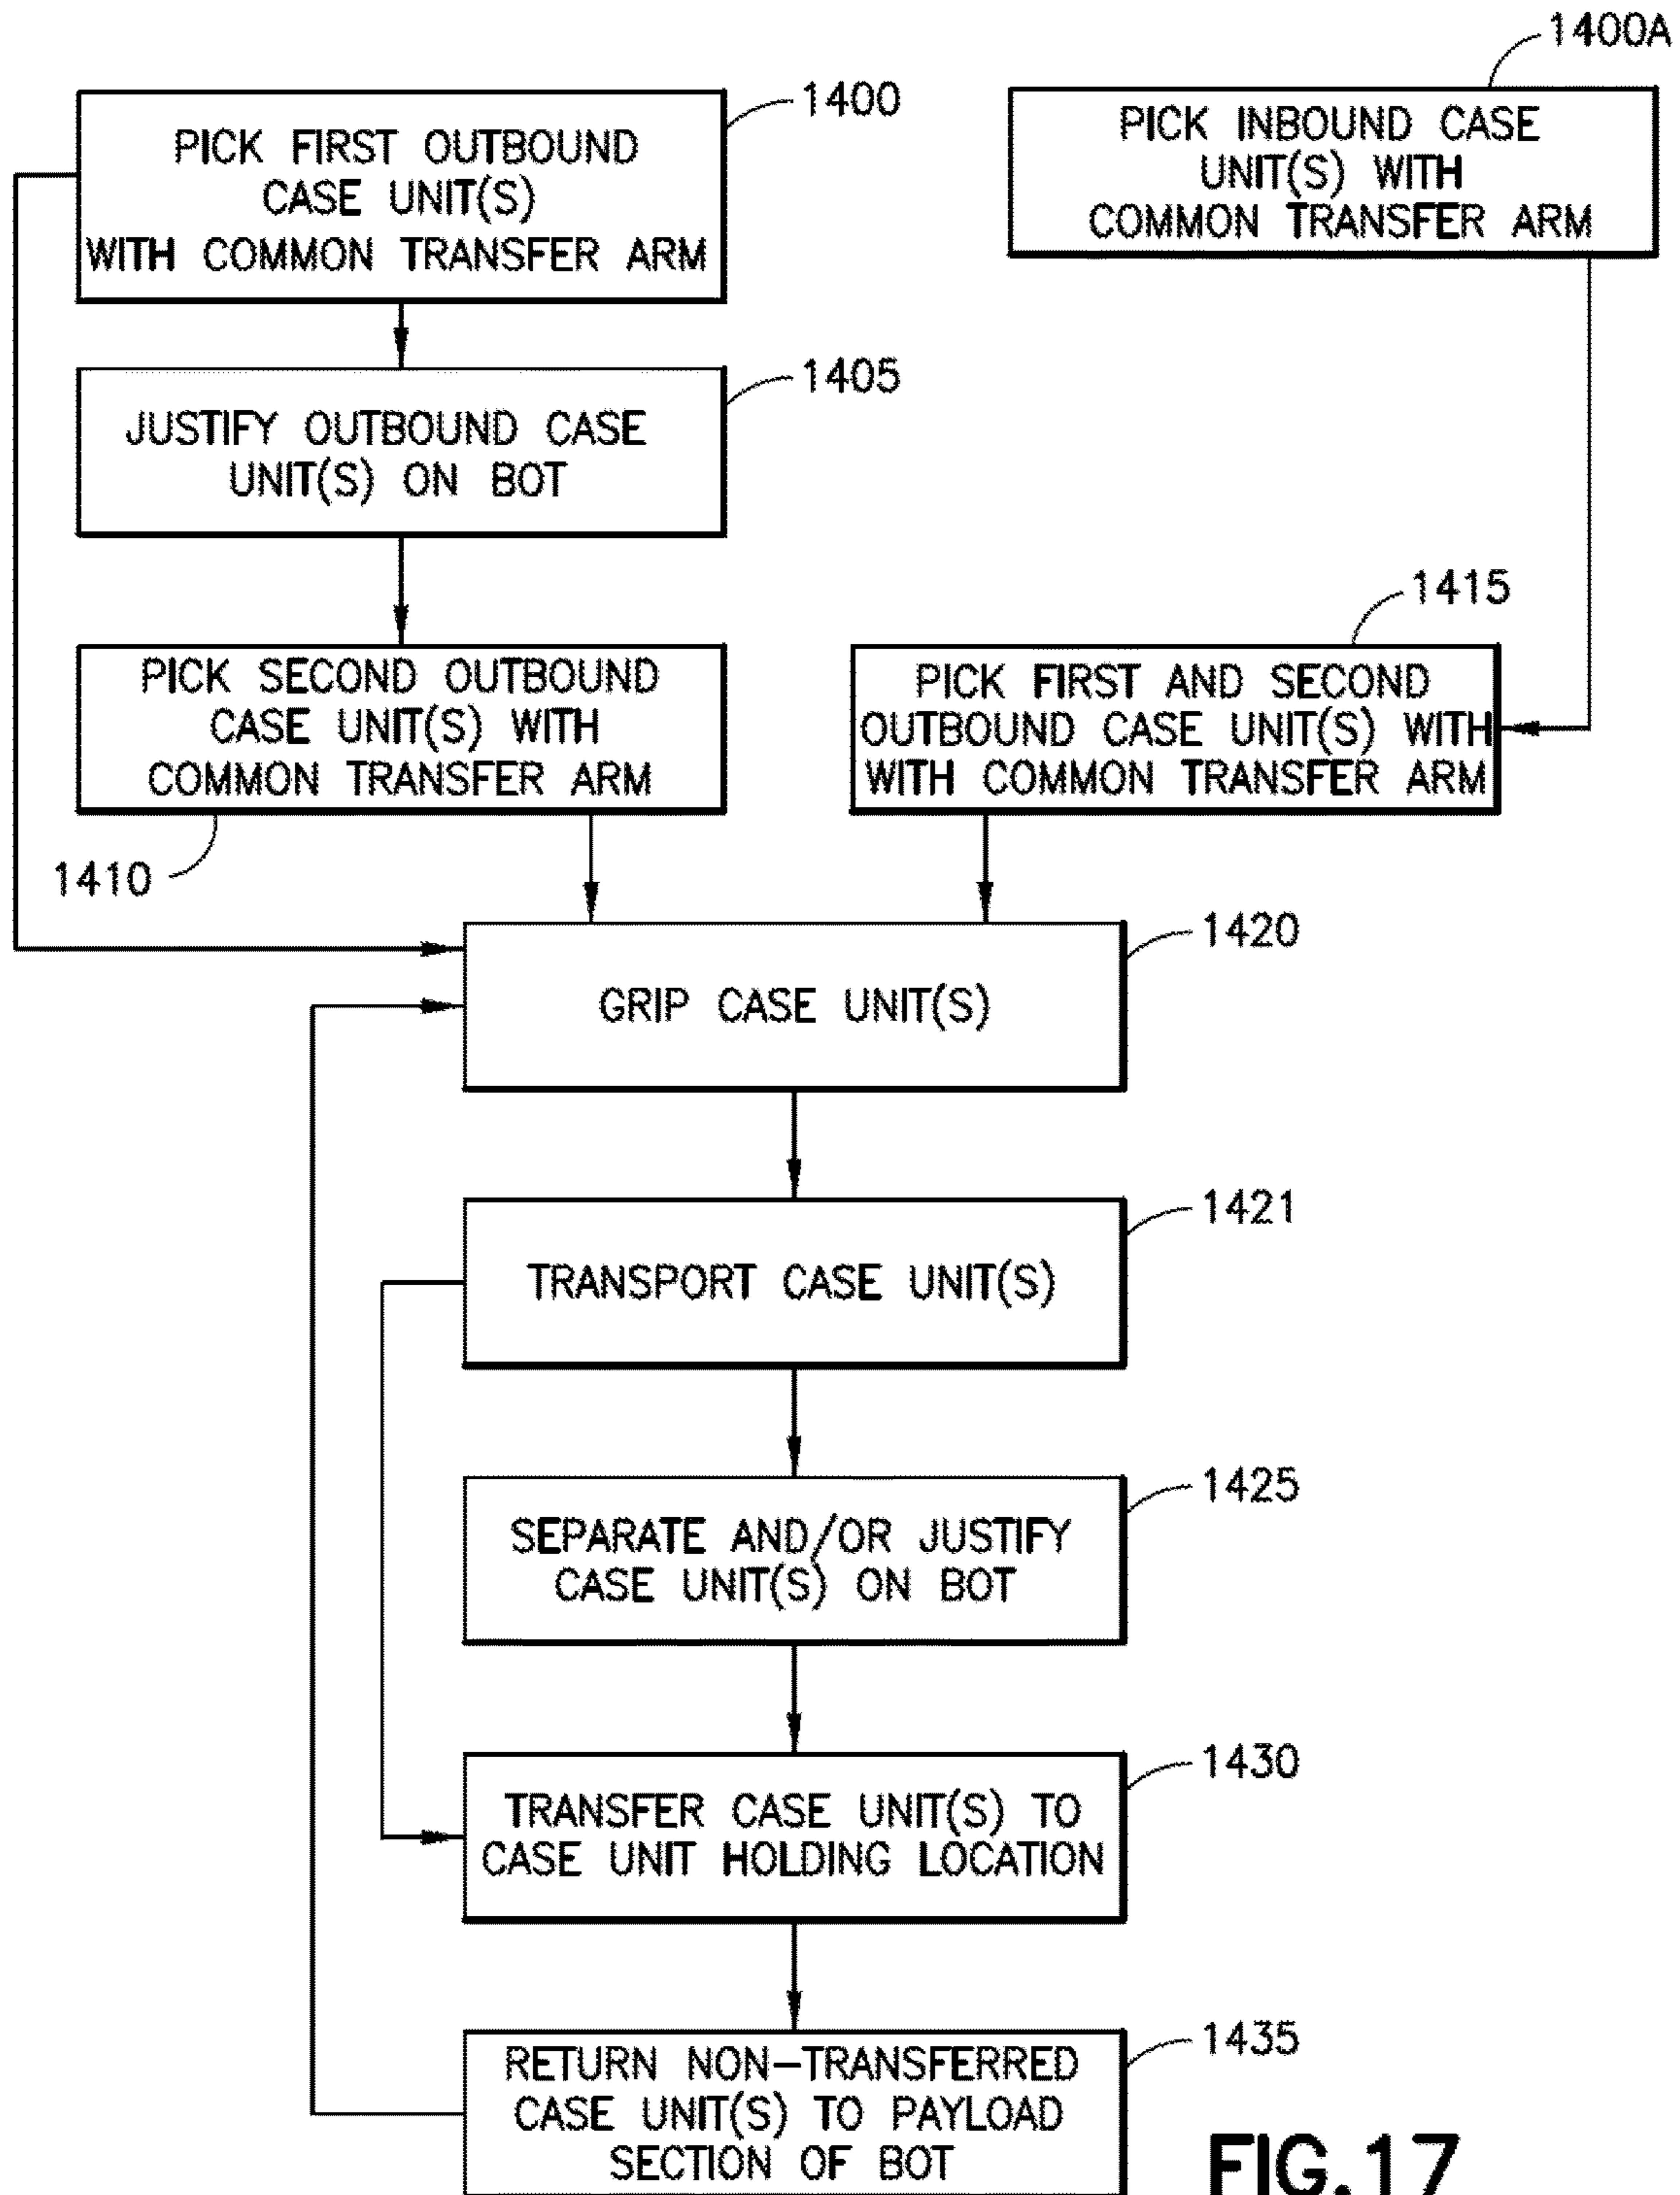 1400A
1400
PICK FIRST OUTBOUND
CASE UNIT(S)
WITH COMMON TRANSFER ARM
PICK INBOUND CASE
UNIT(S) WITH
COMMON TRANSFER ARM
1405
JUSTIFY OUTBOUND CASE
UNIT(S) ON BOT
1415
PICK SECOND OUTBOUND
CASE UNIT(S) WITH
COMMON TRANSFER ARM
1410
PICK FIRST AND SECOND
OUTBOUND CASE UNIT(S) WITH
WITH COMMON TRANSFER ARM
1420
GRIP CASE UNIT(S)
1421
TRANSPORT CASE UNIT(S)
1425
SEPARATE AND/OR JUSTIFY
CASE UNIT(S) ON BOT
1430
TRANSFER CASE UNIT(S) TO
CASE UNIT HOLDING LOCATION
1435
RETURN NON-TRANSFERRED
CASE UNIT(S) TO PAYLOAD
SECTION OF BOT
FIG.17